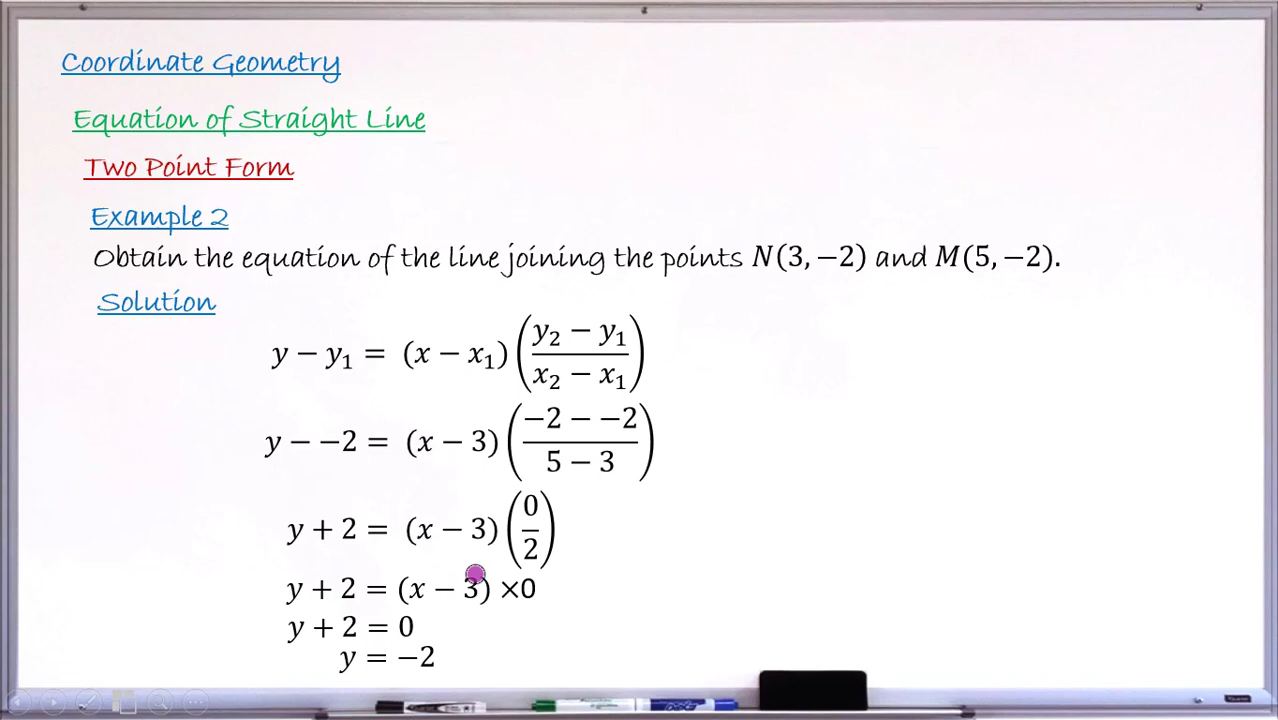 Coordinate Geometry
Equation of Straight Line
Two Point Form
Example 2
Obtain the equation of the line joining the points N(3, −2) and M(5, −2).
Solution
y − y₁ = (x − x₁) ((y₂ − y₁)/(x₂ − x₁))
y − −2 = (x − 3) ((−2 − −2)/(5 − 3))
y + 2 = (x − 3) (0/2)
y + 2 = (x − 3) ×0
y + 2 = 0
y = −2